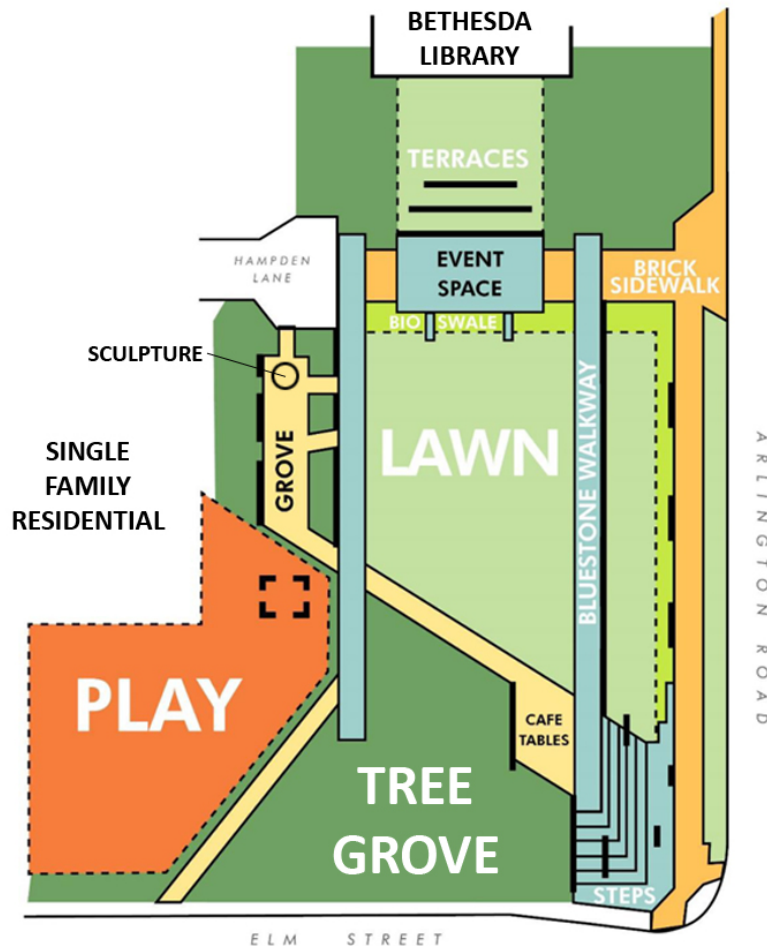 BETHESDA
LIBRARY
TERRACES
HAMPDEN
LANE
EVENT
SPACE
BRICK
SIDEWALK
BIO SWALE
SCULPTURE
GROVE
LAWN
BLUESTONE WALKWAY
ARLINGTON ROAD
SINGLE
FAMILY
RESIDENTIAL
PLAY
CAFE
TABLES
TREE
GROVE
STEPS
ELM STREET